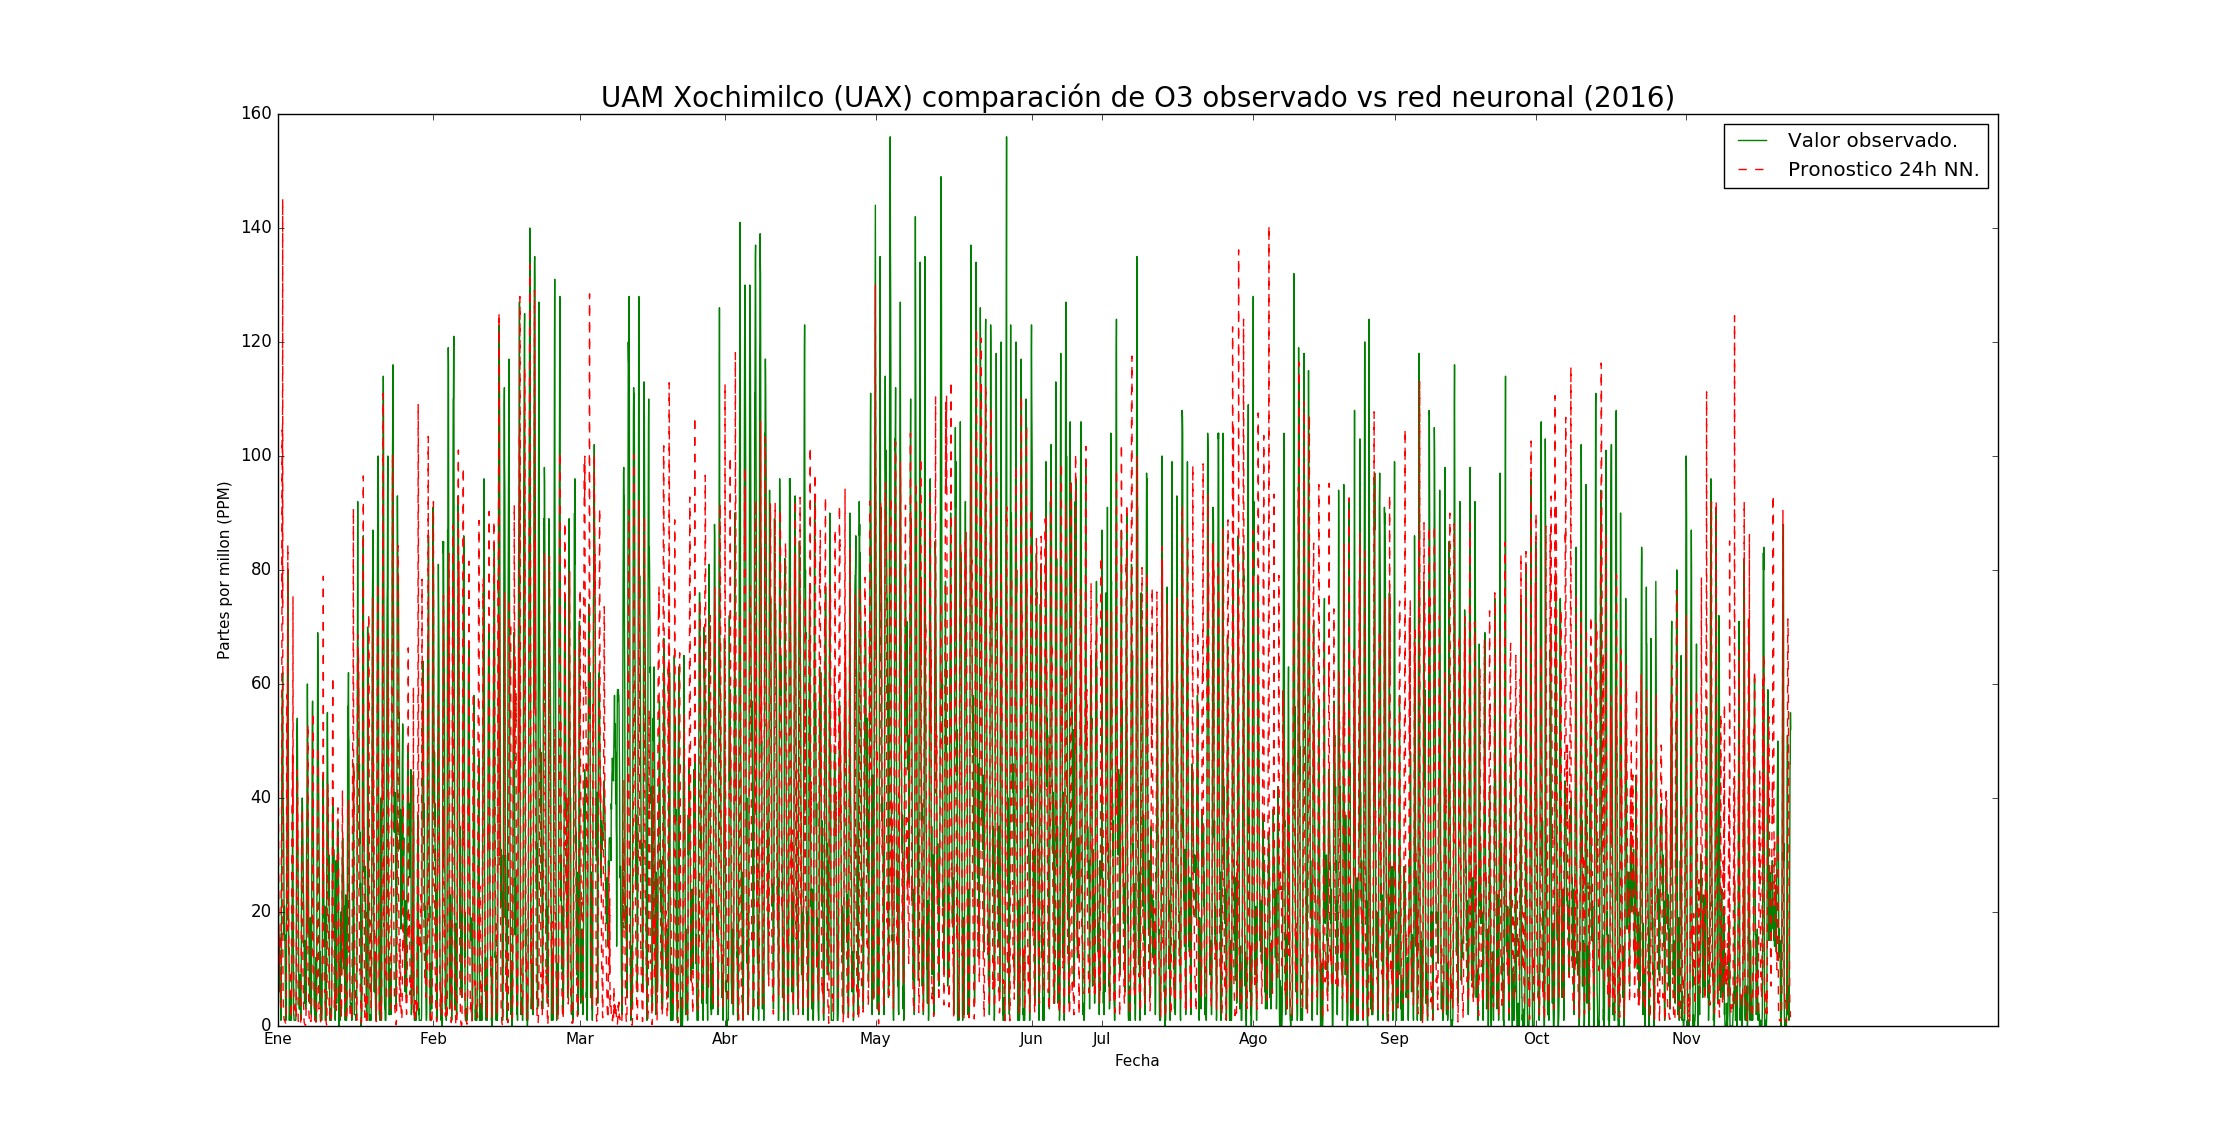 UAM Xochimilco (UAX) comparación de O3 observado vs red neuronal (2016)
Valor observado.
Pronostico 24h NN.
Partes por millon (PPM)
160
140
120
100
80
60
40
20
0
Ene Feb Mar Abr May Jun Jul Ago Sep Oct Nov
Fecha